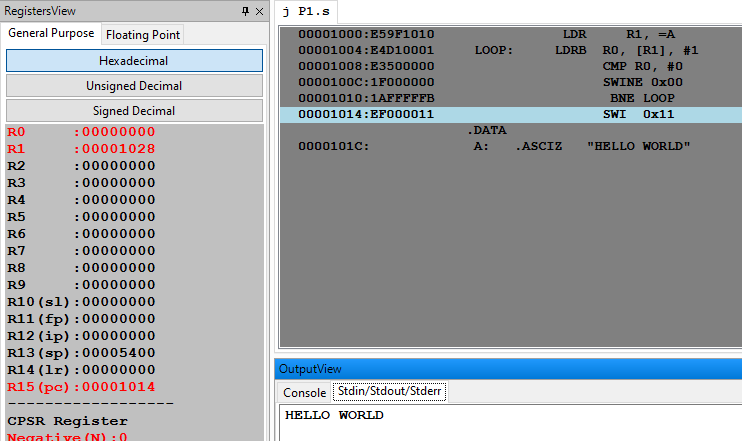 RegistersView
General Purpose Floating Point
Hexadecimal
Unsigned Decimal
Signed Decimal
R0 :00000000
R1 :00001028
R2 :00000000
R3 :00000000
R4 :00000000
R5 :00000000
R6 :00000000
R7 :00000000
R8 :00000000
R9 :00000000
R10(sl):00000000
R11(fp):00000000
R12(ip):00000000
R13(sp):00005400
R14(lr):00000000
R15(pc):00001014
------------------
CPSR Register
Negative(N):0
j P1.s
00001000:E59F1010 LDR R1, =A
00001004:E4D10001 LOOP: LDRB R0, [R1], #1
00001008:E3500000 CMP R0, #0
0000100C:1F000000 SWINE 0x00
00001010:1AFFFFFB BNE LOOP
00001014:EF000011 SWI 0x11
.DATA
0000101C: A: .ASCIZ "HELLO WORLD"
OutputView
Console Stdin/Stdout/Stderr
HELLO WORLD